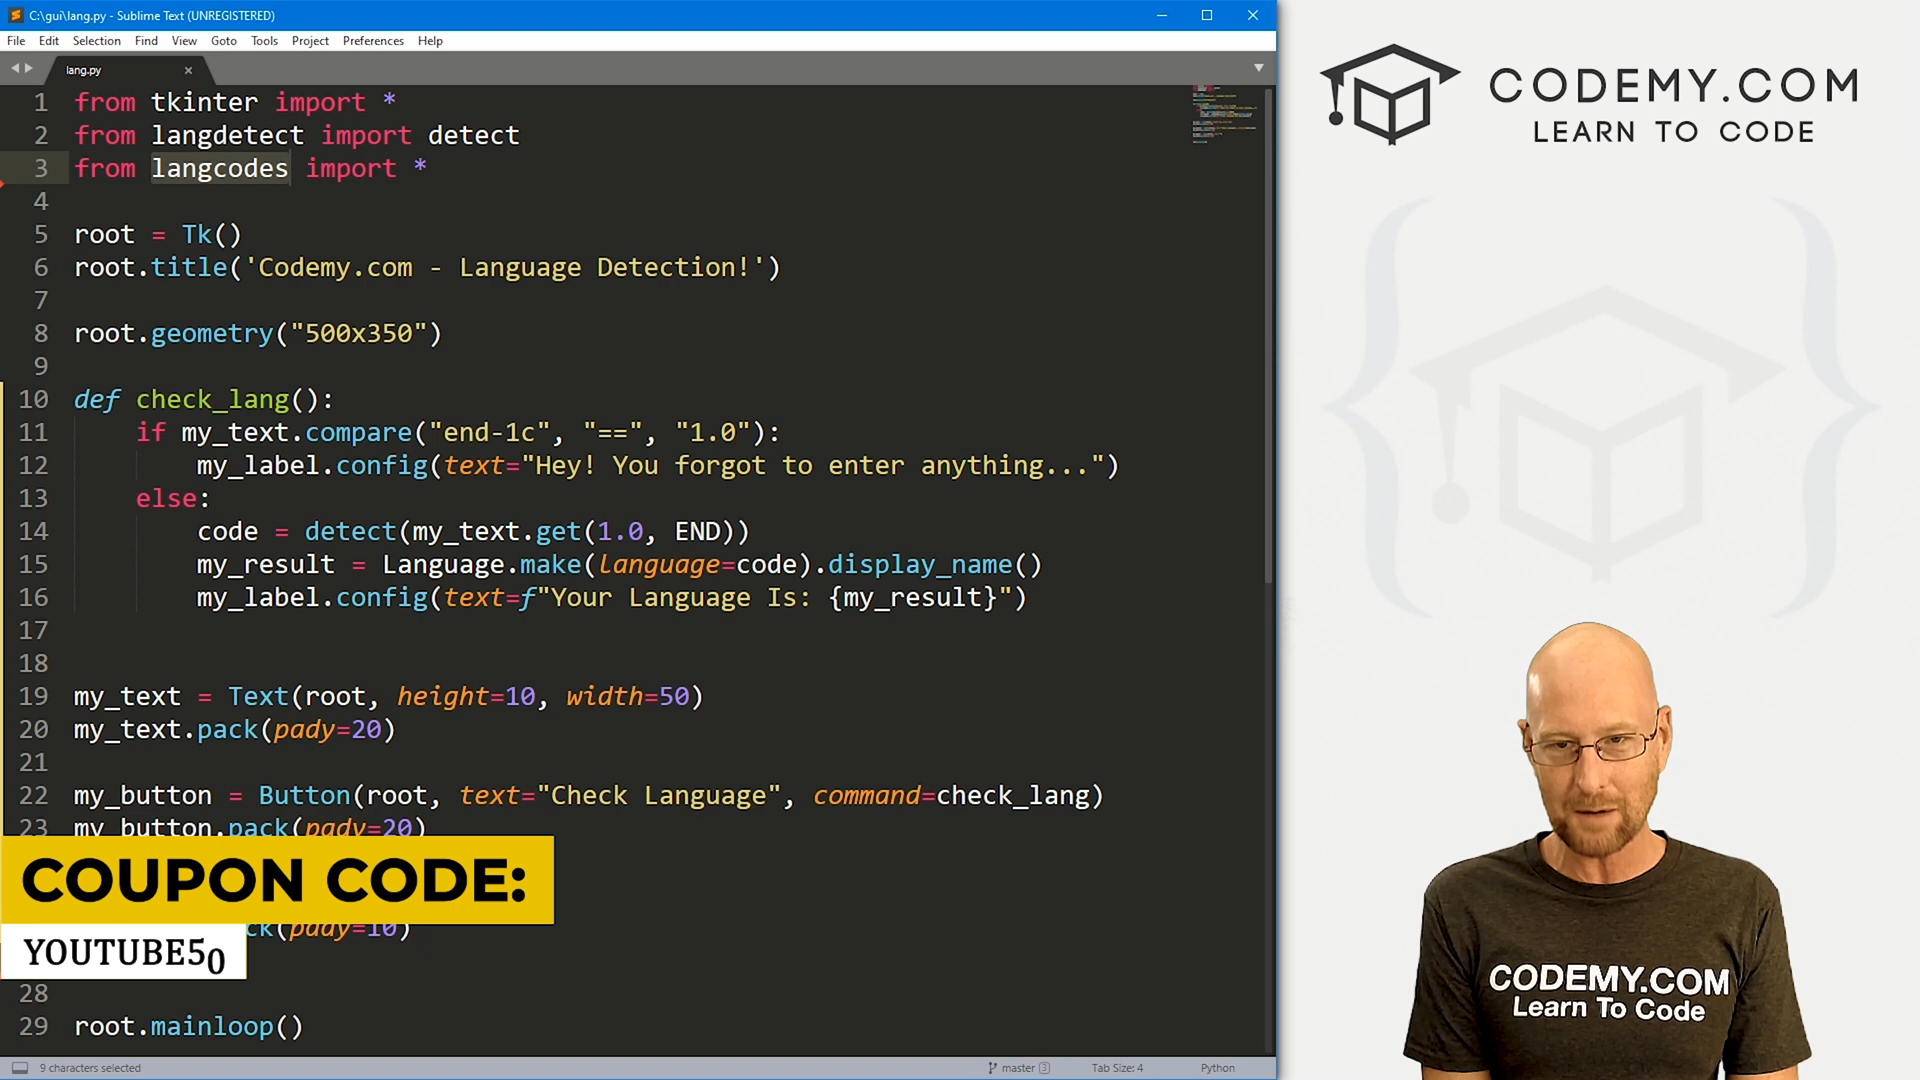 C:\gui\lang.py - Sublime Text (UNREGISTERED)
File Edit Selection Find View Goto Tools Project Preferences Help
lang.py
1 from tkinter import *
2 from langdetect import detect
3 from langcodes import *
4
5 root = Tk()
6 root.title('Codemy.com - Language Detection!')
7
8 root.geometry("500x350")
9
10 def check_lang():
11 if my_text.compare("end-1c", "==", "1.0"):
12 my_label.config(text="Hey! You forgot to enter anything...")
13 else:
14 code = detect(my_text.get(1.0, END))
15 my_result = Language.make(language=code).display_name()
16 my_label.config(text=f"Your Language Is: {my_result}")
17
18
19 my_text = Text(root, height=10, width=50)
20 my_text.pack(pady=20)
21
22 my_button = Button(root, text="Check Language", command=check_lang)
23 my_button.pack(pady=20)
COUPON CODE:
ck(pady=10)
YOUTUBE50
28
29 root.mainloop()
9 characters selected
master 3
Tab Size: 4
Python
CODEMY.COM
LEARN TO CODE
CODEMY.COM
Learn To Code